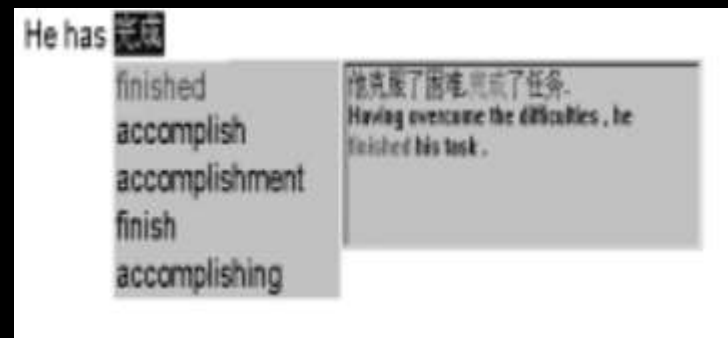 He has 完成
finished
accomplish
accomplishment
finish
accomplishing
他克服了困难,完成了任务.
Having overcome the difficulties , he
finished his task .